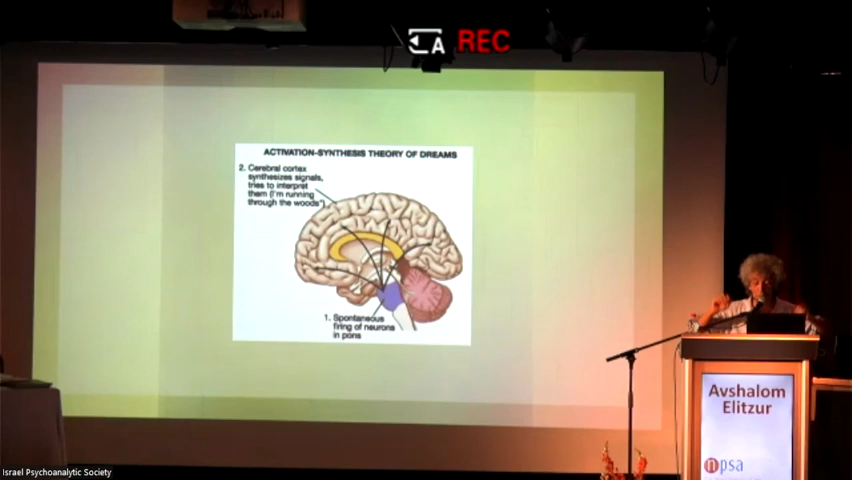 A REC
ACTIVATION-SYNTHESIS THEORY OF DREAMS
2. Cerebral cortex
synthesizes signals,
tries to interpret
them (I'm running
through the woods")
1. Spontaneous
firing of neurons
in pons
Avshalom
Elitzur
npsa
Israel Psychoanalytic Society